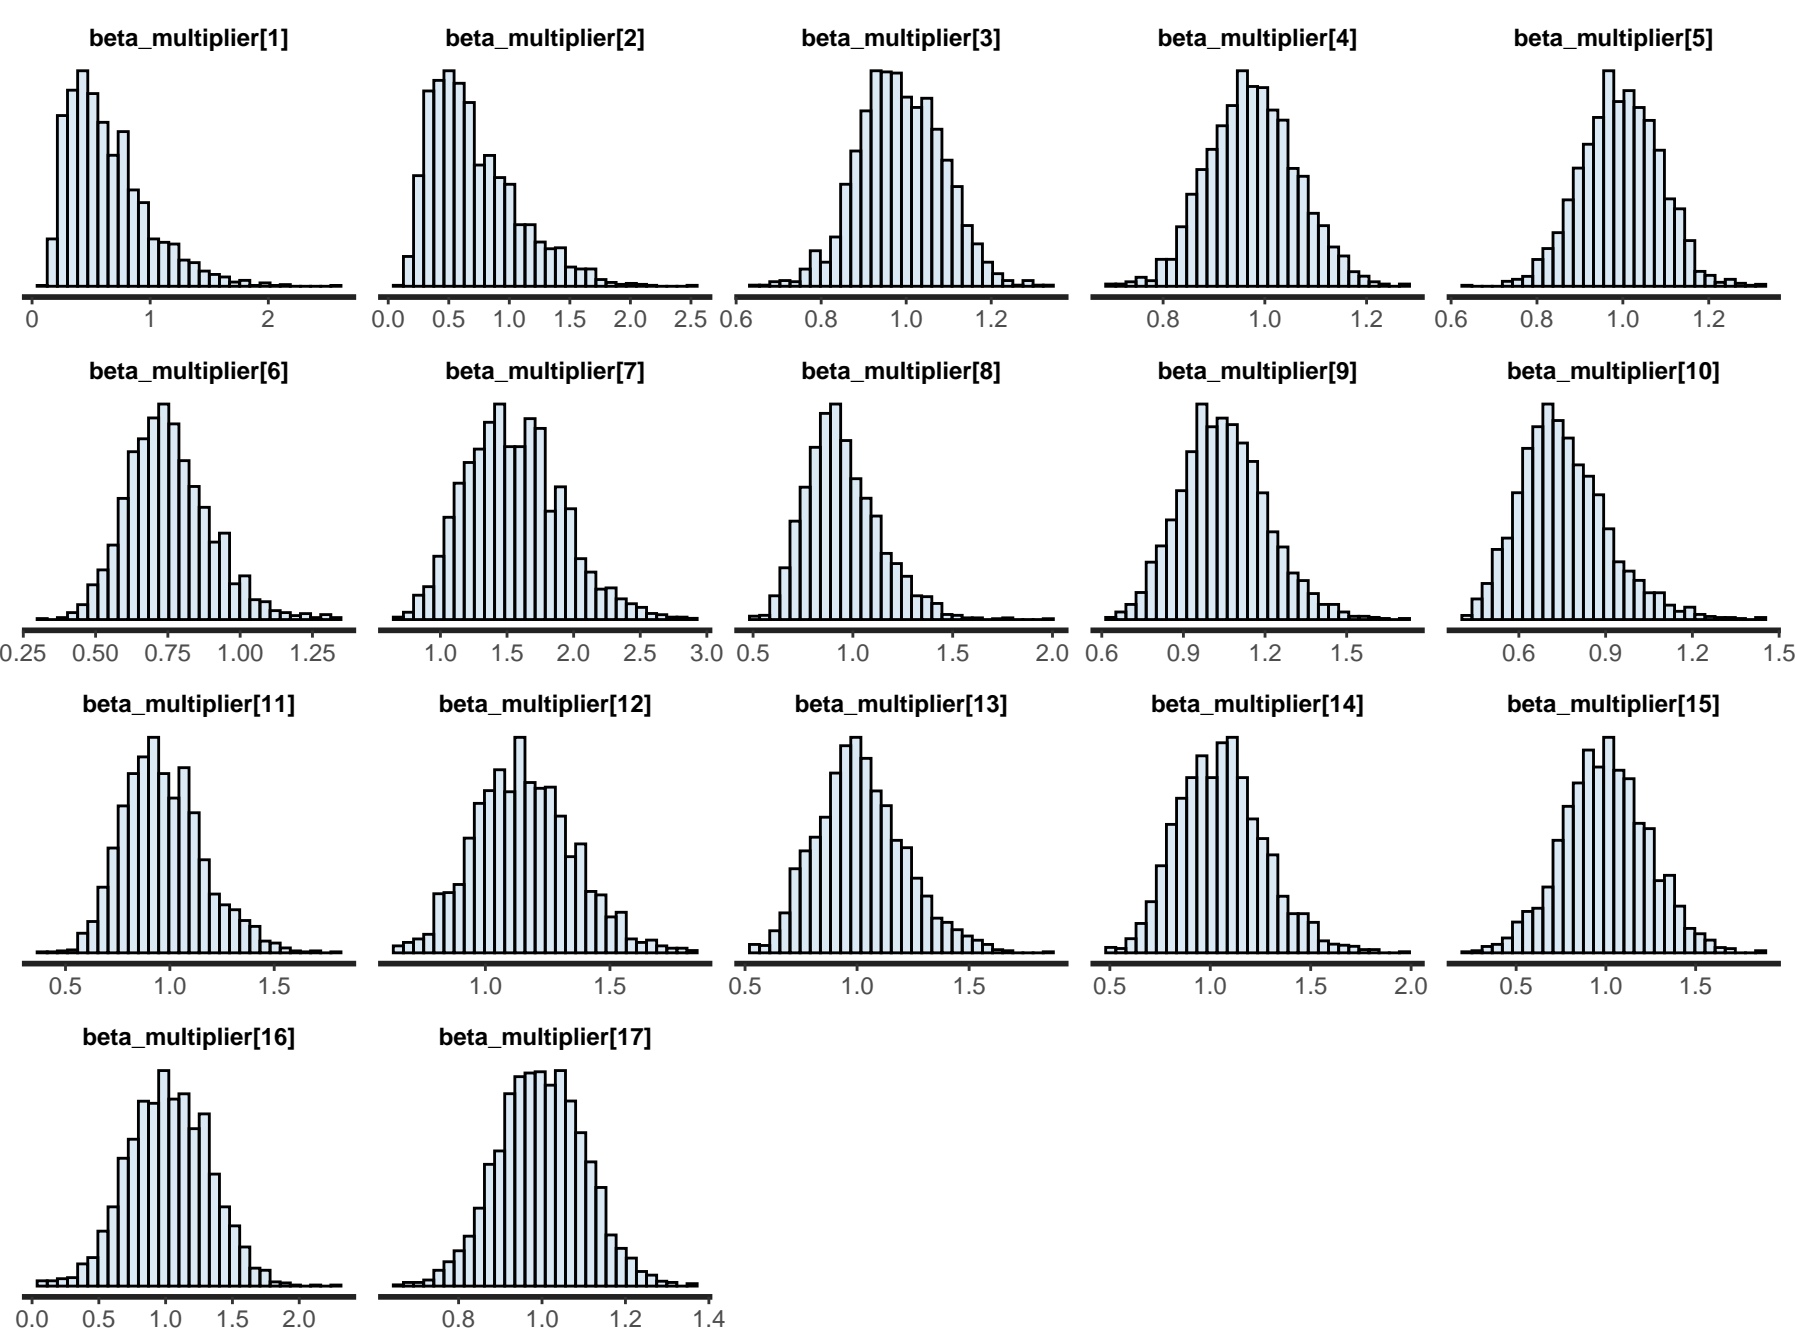 beta_multiplier[1] beta_multiplier[2] beta_multiplier[3] beta_multiplier[4] beta_multiplier[5]
0 1 2 0.0 0.5 1.0 1.5 2.0 2.5 0.6 0.8 1.0 1.2 0.8 1.0 1.2 0.6 0.8 1.0 1.2
beta_multiplier[6] beta_multiplier[7] beta_multiplier[8] beta_multiplier[9] beta_multiplier[10]
0.25 0.50 0.75 1.00 1.25 1.0 1.5 2.0 2.5 3.0 0.5 1.0 1.5 2.0 0.6 0.9 1.2 1.5 0.6 0.9 1.2 1.5
beta_multiplier[11] beta_multiplier[12] beta_multiplier[13] beta_multiplier[14] beta_multiplier[15]
0.5 1.0 1.5 1.0 1.5 0.5 1.0 1.5 0.5 1.0 1.5 2.0 0.5 1.0 1.5
beta_multiplier[16] beta_multiplier[17]
0.0 0.5 1.0 1.5 2.0 0.8 1.0 1.2 1.4